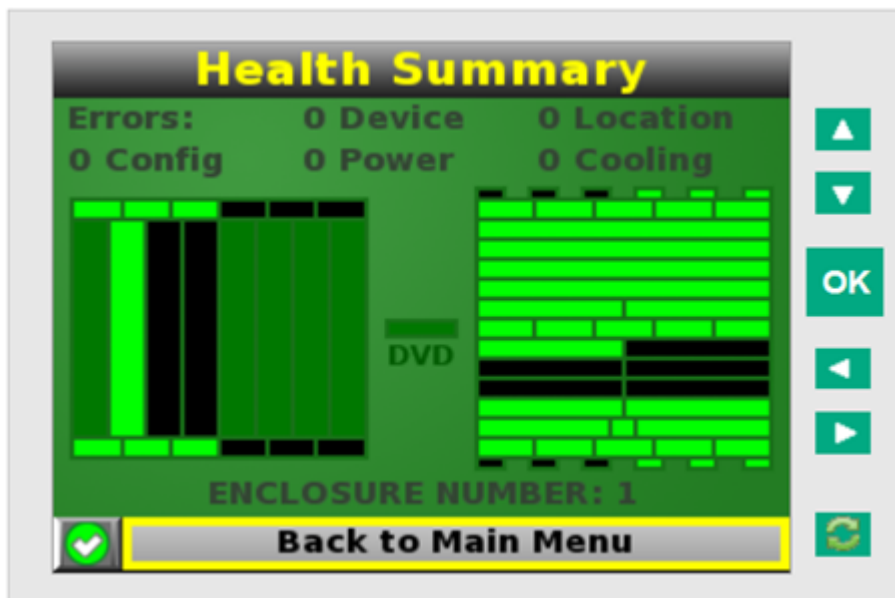 Health Summary
Errors: 0 Device 0 Location
0 Config 0 Power 0 Cooling
OK
DVD
ENCLOSURE NUMBER: 1
Back to Main Menu